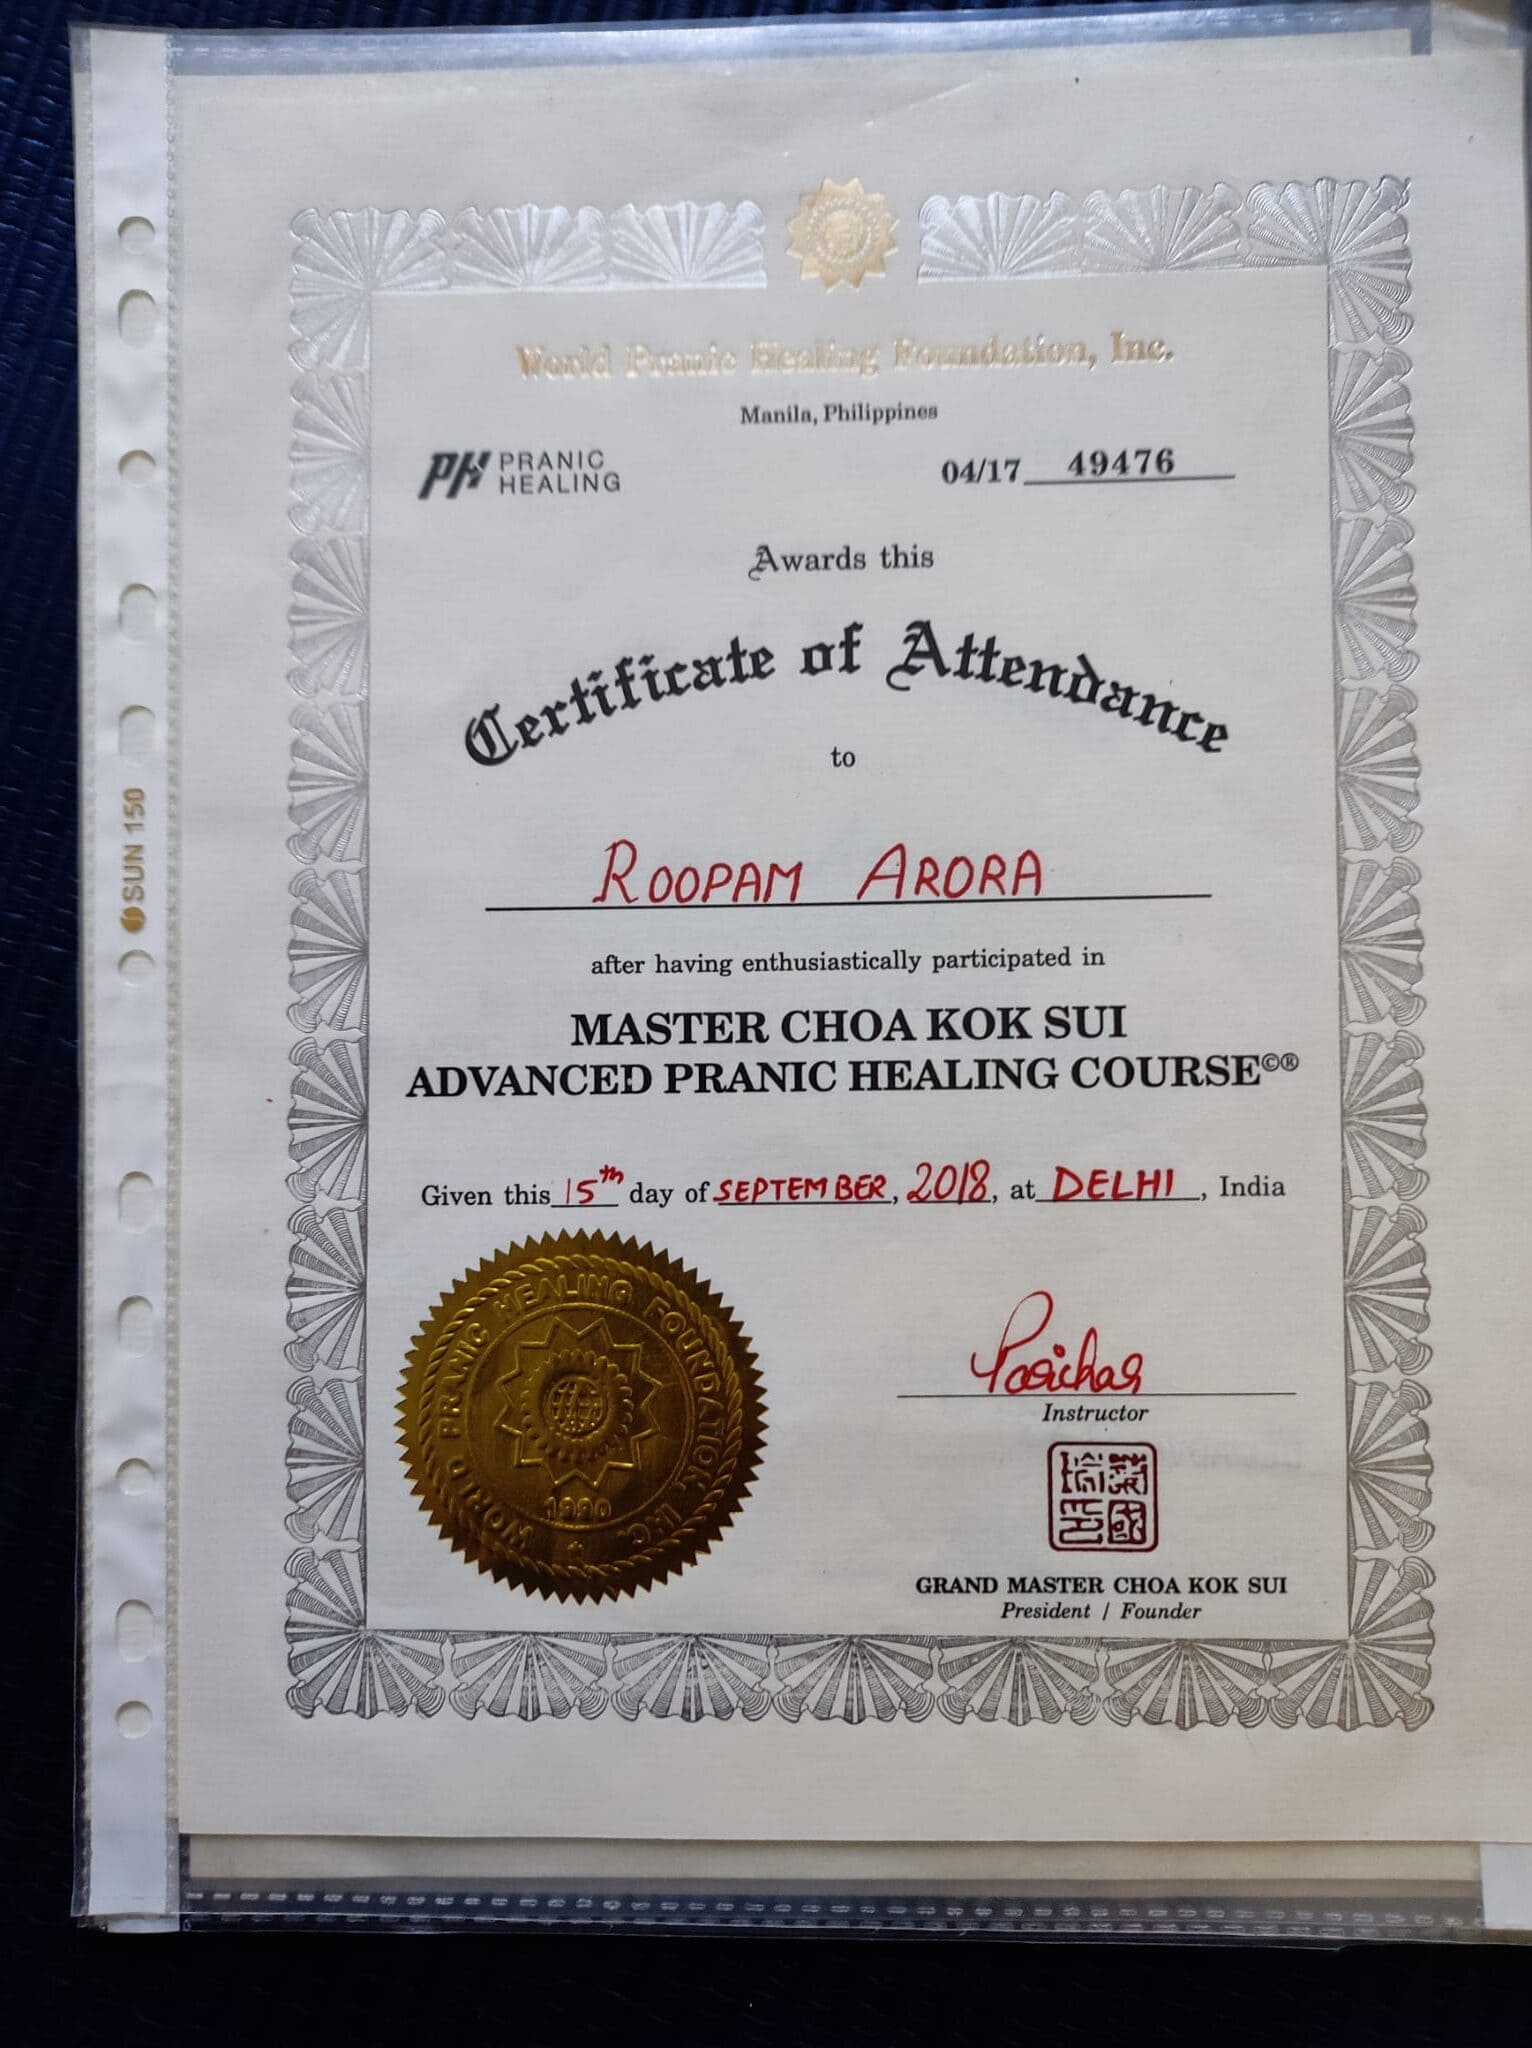 World Pranic Healing Foundation, Inc.
Manila, Philippines
PH PRANIC
HEALING
04/17 49476
Awards this
Certificate of Attendance
to
ROOPAM ARORA
after having enthusiastically participated in
MASTER CHOA KOK SUI
ADVANCED PRANIC HEALING COURSE©®
Given this 15th day of SEPTEMBER, 2018, at DELHI, India
WORLD PRANIC HEALING FOUNDATION, INC.
1990
Instructor
GRAND MASTER CHOA KOK SUI
President / Founder
SUN 150